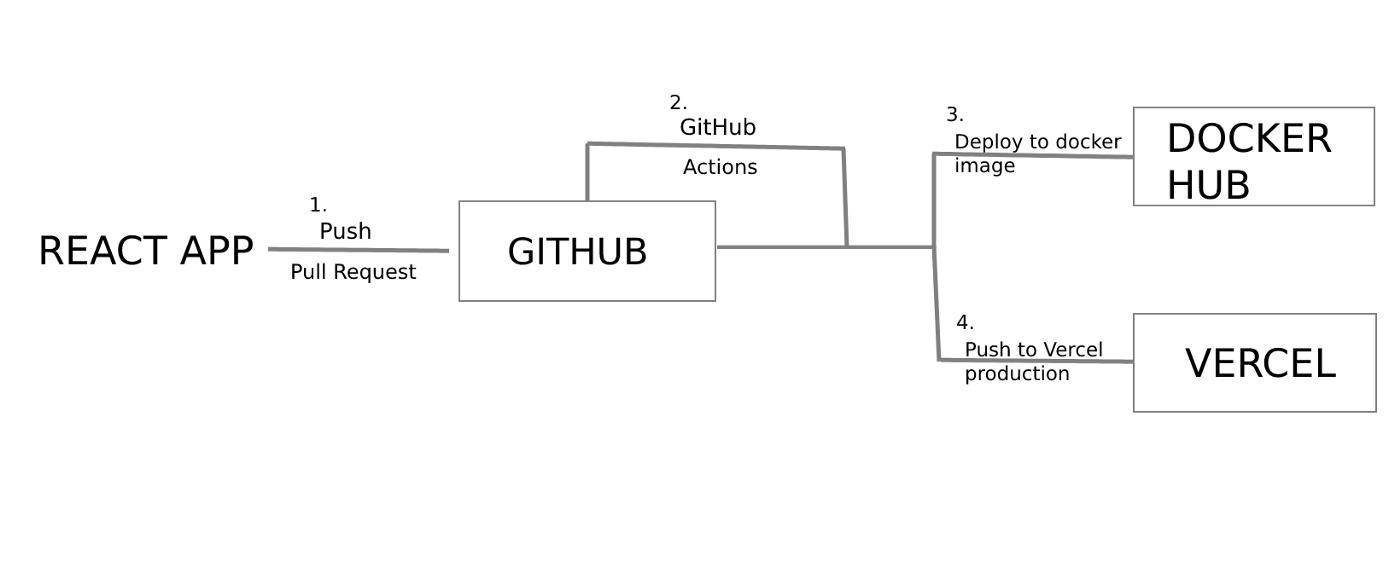 REACT APP
1.
Push
Pull Request
GITHUB
2.
GitHub
Actions
3.
Deploy to docker
image
DOCKER
HUB
4.
Push to Vercel
production
VERCEL